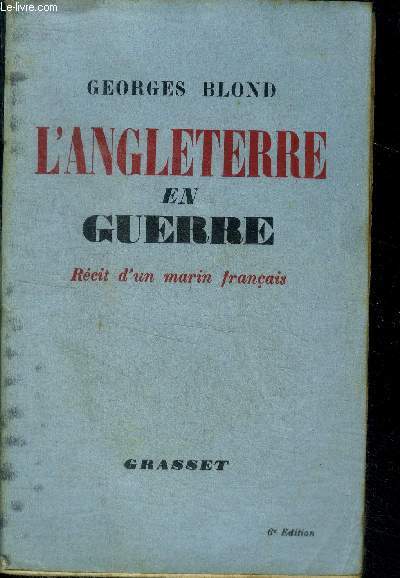 Le-livre.com
GEORGES BLOND
L'ANGLETERRE
EN
GUERRE
Récit d'un marin français
GRASSET
6e Edition